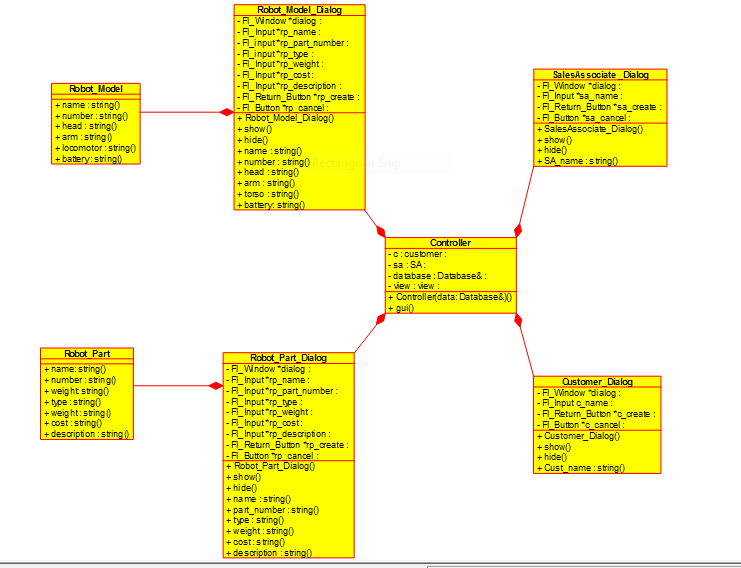 Robot_Model_Dialog
- Fl_Window *dialog :
- Fl_Input *rp_name :
- Fl_input *rp_part_number :
- Fl_input *rp_type :
- Fl_Input *rp_weight :
- Fl_Input *rp_cost :
- Fl_Input *rp_description :
- Fl_Return_Button *rp_create :
- Fl_Button *rp_cancel :
+ Robot_Model_Dialog()
+ show()
+ hide()
+ name : string()
+ number : string()
+ head : string()
+ arm : string()
+ torso : string()
+ battery: string()
Robot_Model
+ name : string()
+ number : string()
+ head : string()
+ arm : string()
+ locomotor : string()
+ battery : string()
SalesAssociate_Dialog
- Fl_Window *dialog :
- Fl_Input *sa_name :
- Fl_Return_Button *sa_create :
- Fl_Button *sa_cancel :
+ SalesAssociate_Dialog()
+ show()
+ hide()
+ SA_name : string()
Controller
- c : customer :
- sa : SA :
- database : Database& :
- view : view :
+ Controller(data: Database&)()
+ gui()
Robot_Part
+ name: string()
+ number : string()
+ weight: string()
+ type : string()
+ weight : string()
+ cost : string()
+ description : string()
Robot_Part_Dialog
- Fl_Window *dialog :
- Fl_Input *rp_name :
- Fl_Input *rp_part_number :
- Fl_Input *rp_type :
- Fl_Input *rp_weight :
- Fl_Input *rp_cost :
- Fl_Input *rp_description :
- Fl_Return_Button *rp_create :
- Fl_Button *rp_cancel :
+ Robot_Part_Dialog()
+ show()
+ hide()
+ name : string()
+ part_number : string()
+ type : string()
+ weight : string()
+ cost : string()
+ description : string()
Customer_Dialog
- Fl_Window *dialog :
- Fl_Input c_name :
- Fl_Return_Button *c_create :
- Fl_Button *c_cancel :
+ Customer_Dialog()
+ show()
+ hide()
+ Cust_name : string()